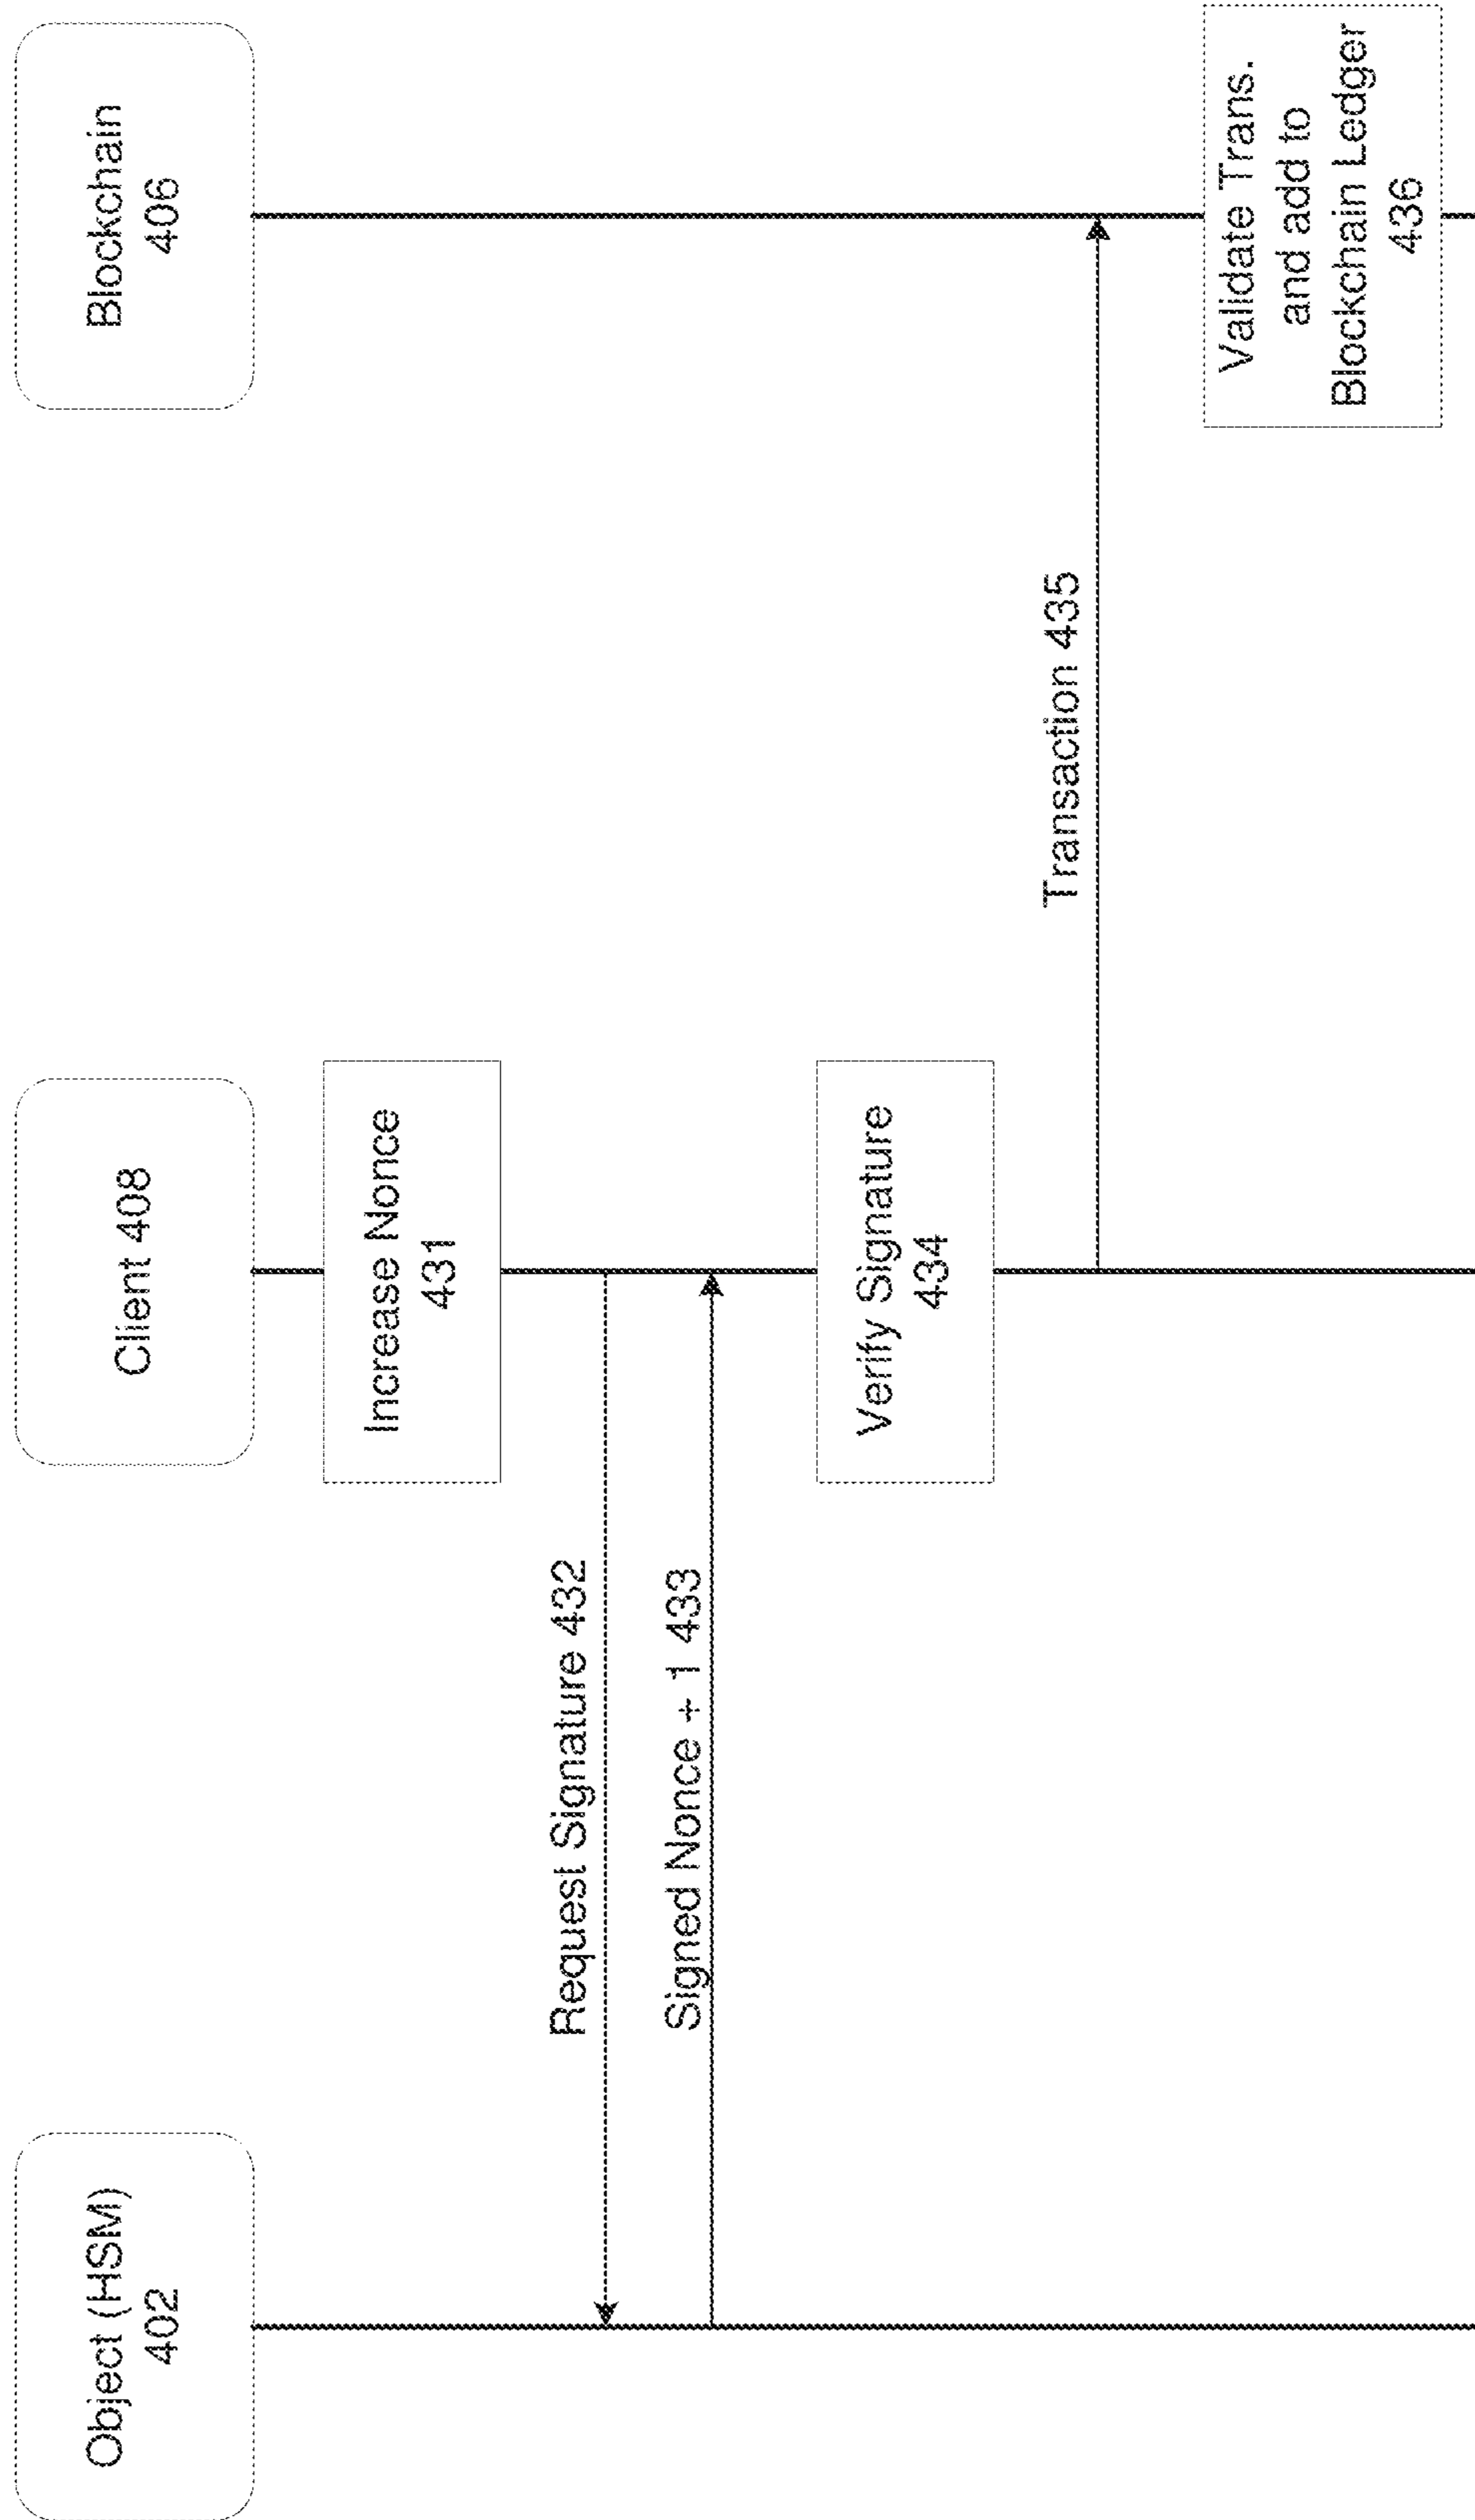 Object (HSM)
402
Client 408
Blockchain
406
Increase Nonce
431
Request Signature 432
Signed Nonce + 1 433
Verify Signature
434
Transaction 435
Validate Trans.
and add to
Blockchain Ledger
436